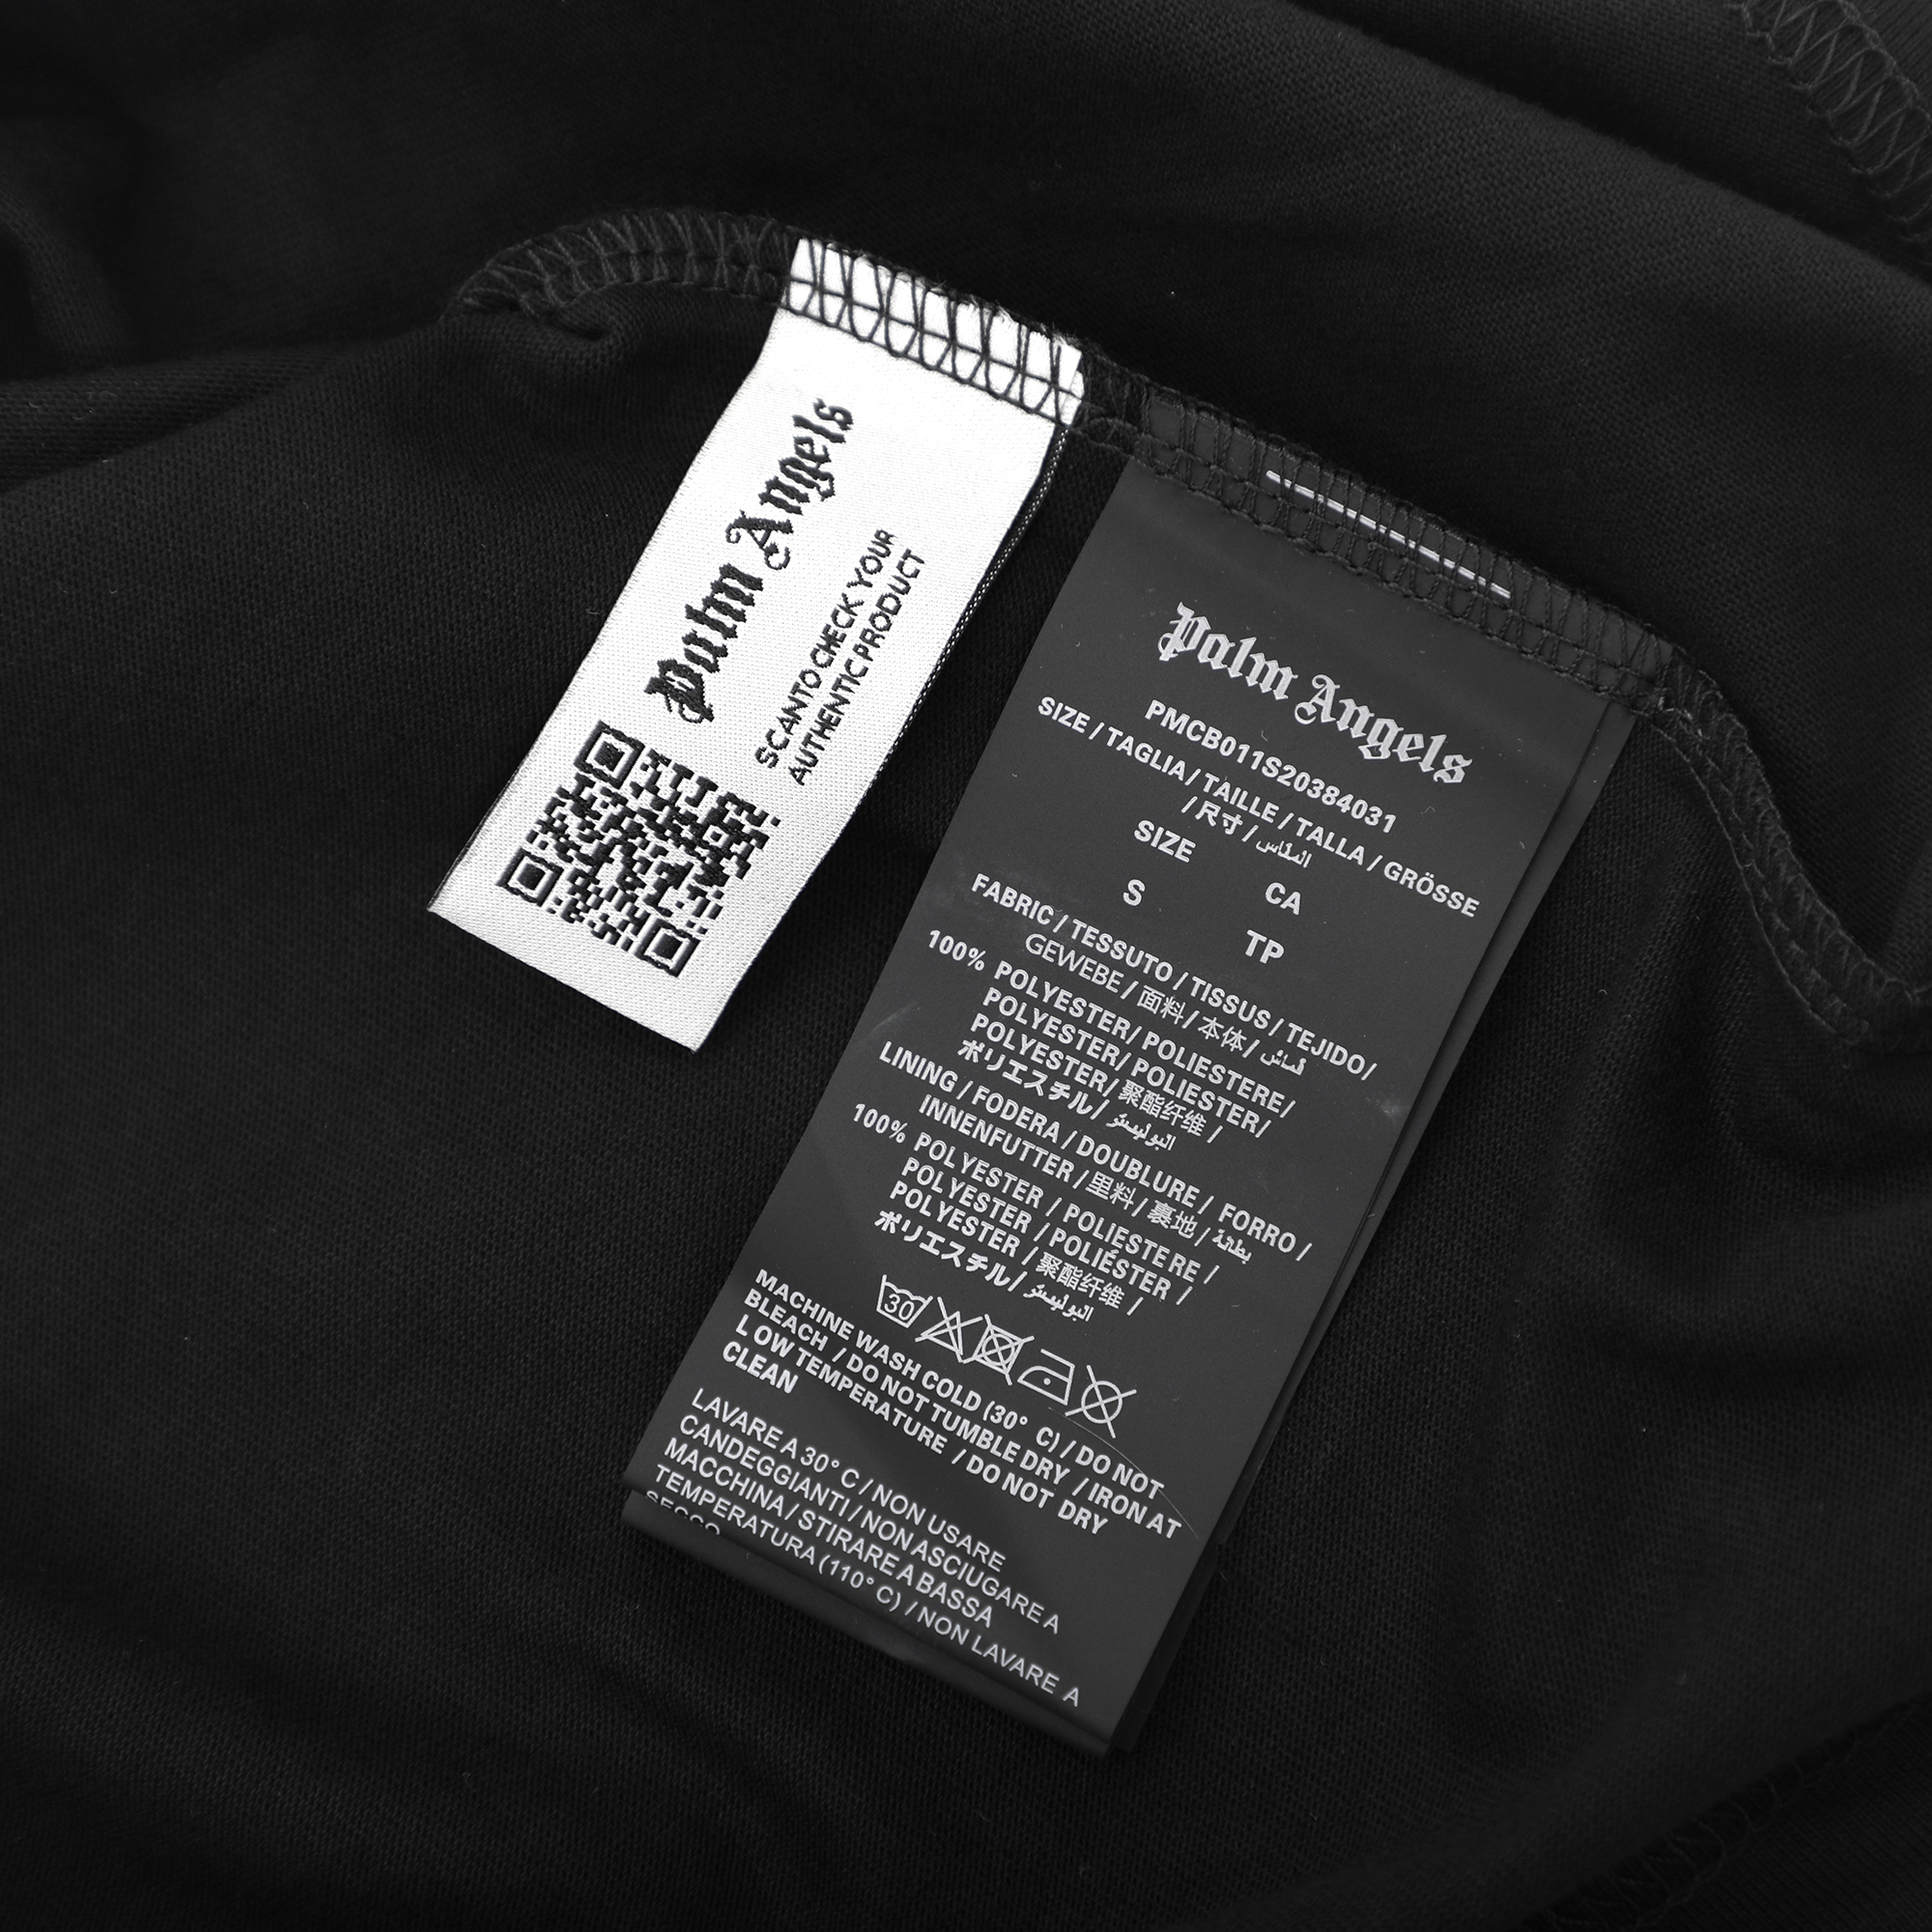 Palm Angels
SCAN TO CHECK YOUR
AUTHENTIC PRODUCT
Palm Angels
PMCB011S20384031
SIZE / TAGLIA / TAILLE / TALLA / GRÖSSE
/ 尺寸 / المقاس
SIZE CA
S TP
FABRIC / TESSUTO / TISSUS / TEJIDO /
GEWEBE / 面料 / 本体 / قماش
100% POLYESTER/ POLIESTERE/
POLYESTER/ POLIESTER/
POLYESTER/ 聚酯纤维 /
ポリエスチル/ البوليستر
LINING / FODERA / DOUBLURE / FORRO /
INNENFUTTER / 里料 / 裏地 / بطانة
100% POLYESTER / POLIESTERE /
POLYESTER / POLIÉSTER /
POLYESTER / 聚酯纤维 /
ポリエスチル/ البوليستر
30
MACHINE WASH COLD (30° C) / DO NOT
BLEACH / DO NOT TUMBLE DRY / IRON AT
LOW TEMPERATURE / DO NOT DRY
CLEAN
LAVARE A 30° C / NON USARE
CANDEGGIANTI / NON ASCIUGARE A
MACCHINA / STIRARE A BASSA
TEMPERATURA (110° C) / NON LAVARE A
SECCO